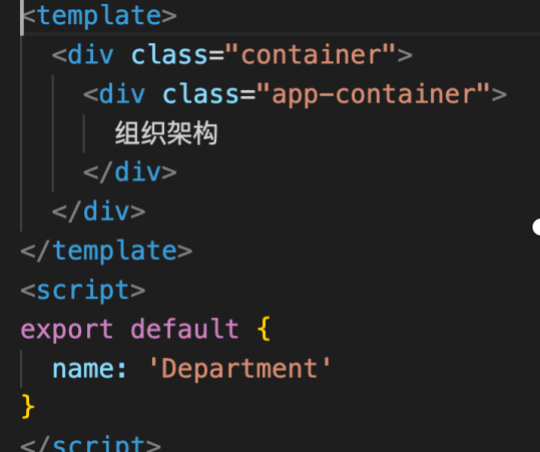 <template>
  <div class="container">
    <div class="app-container">
      组织架构
    </div>
  </div>
</template>
<script>
export default {
  name: 'Department'
}
</script>